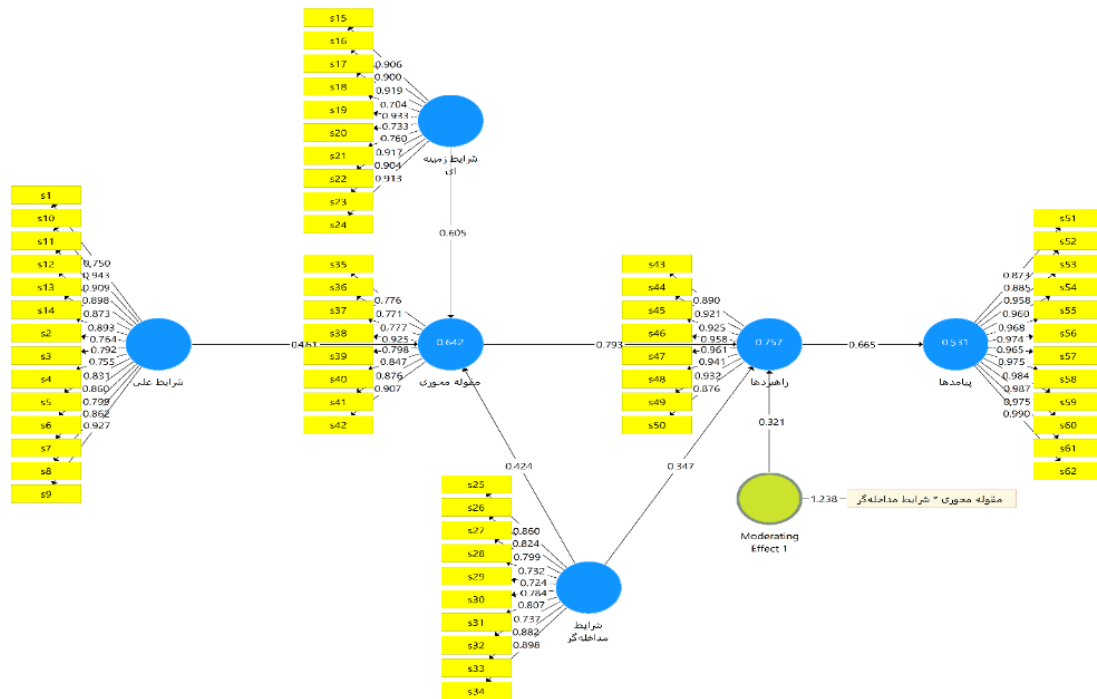 s15
s16
s17
s18
s19
s20
s21
s22
s23
s24
0.906
0.900
0.919
0.704
0.933
0.733
0.760
0.917
0.904
0.913
شرایط زمینه
ای
0.605
s1
s10
s11
s12
s13
s14
s2
s3
s4
s5
s6
s7
s8
s9
0.750
0.943
0.909
0.898
0.873
0.893
0.764
0.792
0.755
0.831
0.860
0.799
0.862
0.927
شرایط علی
0.461
s35
s36
s37
s38
s39
s40
s41
s42
0.776
0.771
0.777
0.925
0.798
0.847
0.876
0.907
0.642
مقوله محوری
0.793
s43
s44
s45
s46
s47
s48
s49
s50
0.890
0.921
0.925
0.958
0.961
0.941
0.932
0.876
0.757
راهبردها
0.665
0.531
پیامدها
0.873
0.885
0.958
0.960
0.968
0.974
0.965
0.975
0.984
0.987
0.975
0.990
s51
s52
s53
s54
s55
s56
s57
s58
s59
s60
s61
s62
0.424
0.347
0.321
s25
s26
s27
s28
s29
s30
s31
s32
s33
s34
0.860
0.824
0.799
0.732
0.724
0.784
0.807
0.737
0.882
0.898
شرایط
مداخله‌گر
1.238
مقوله محوری * شرایط مداخله‌گر
Moderating
Effect 1